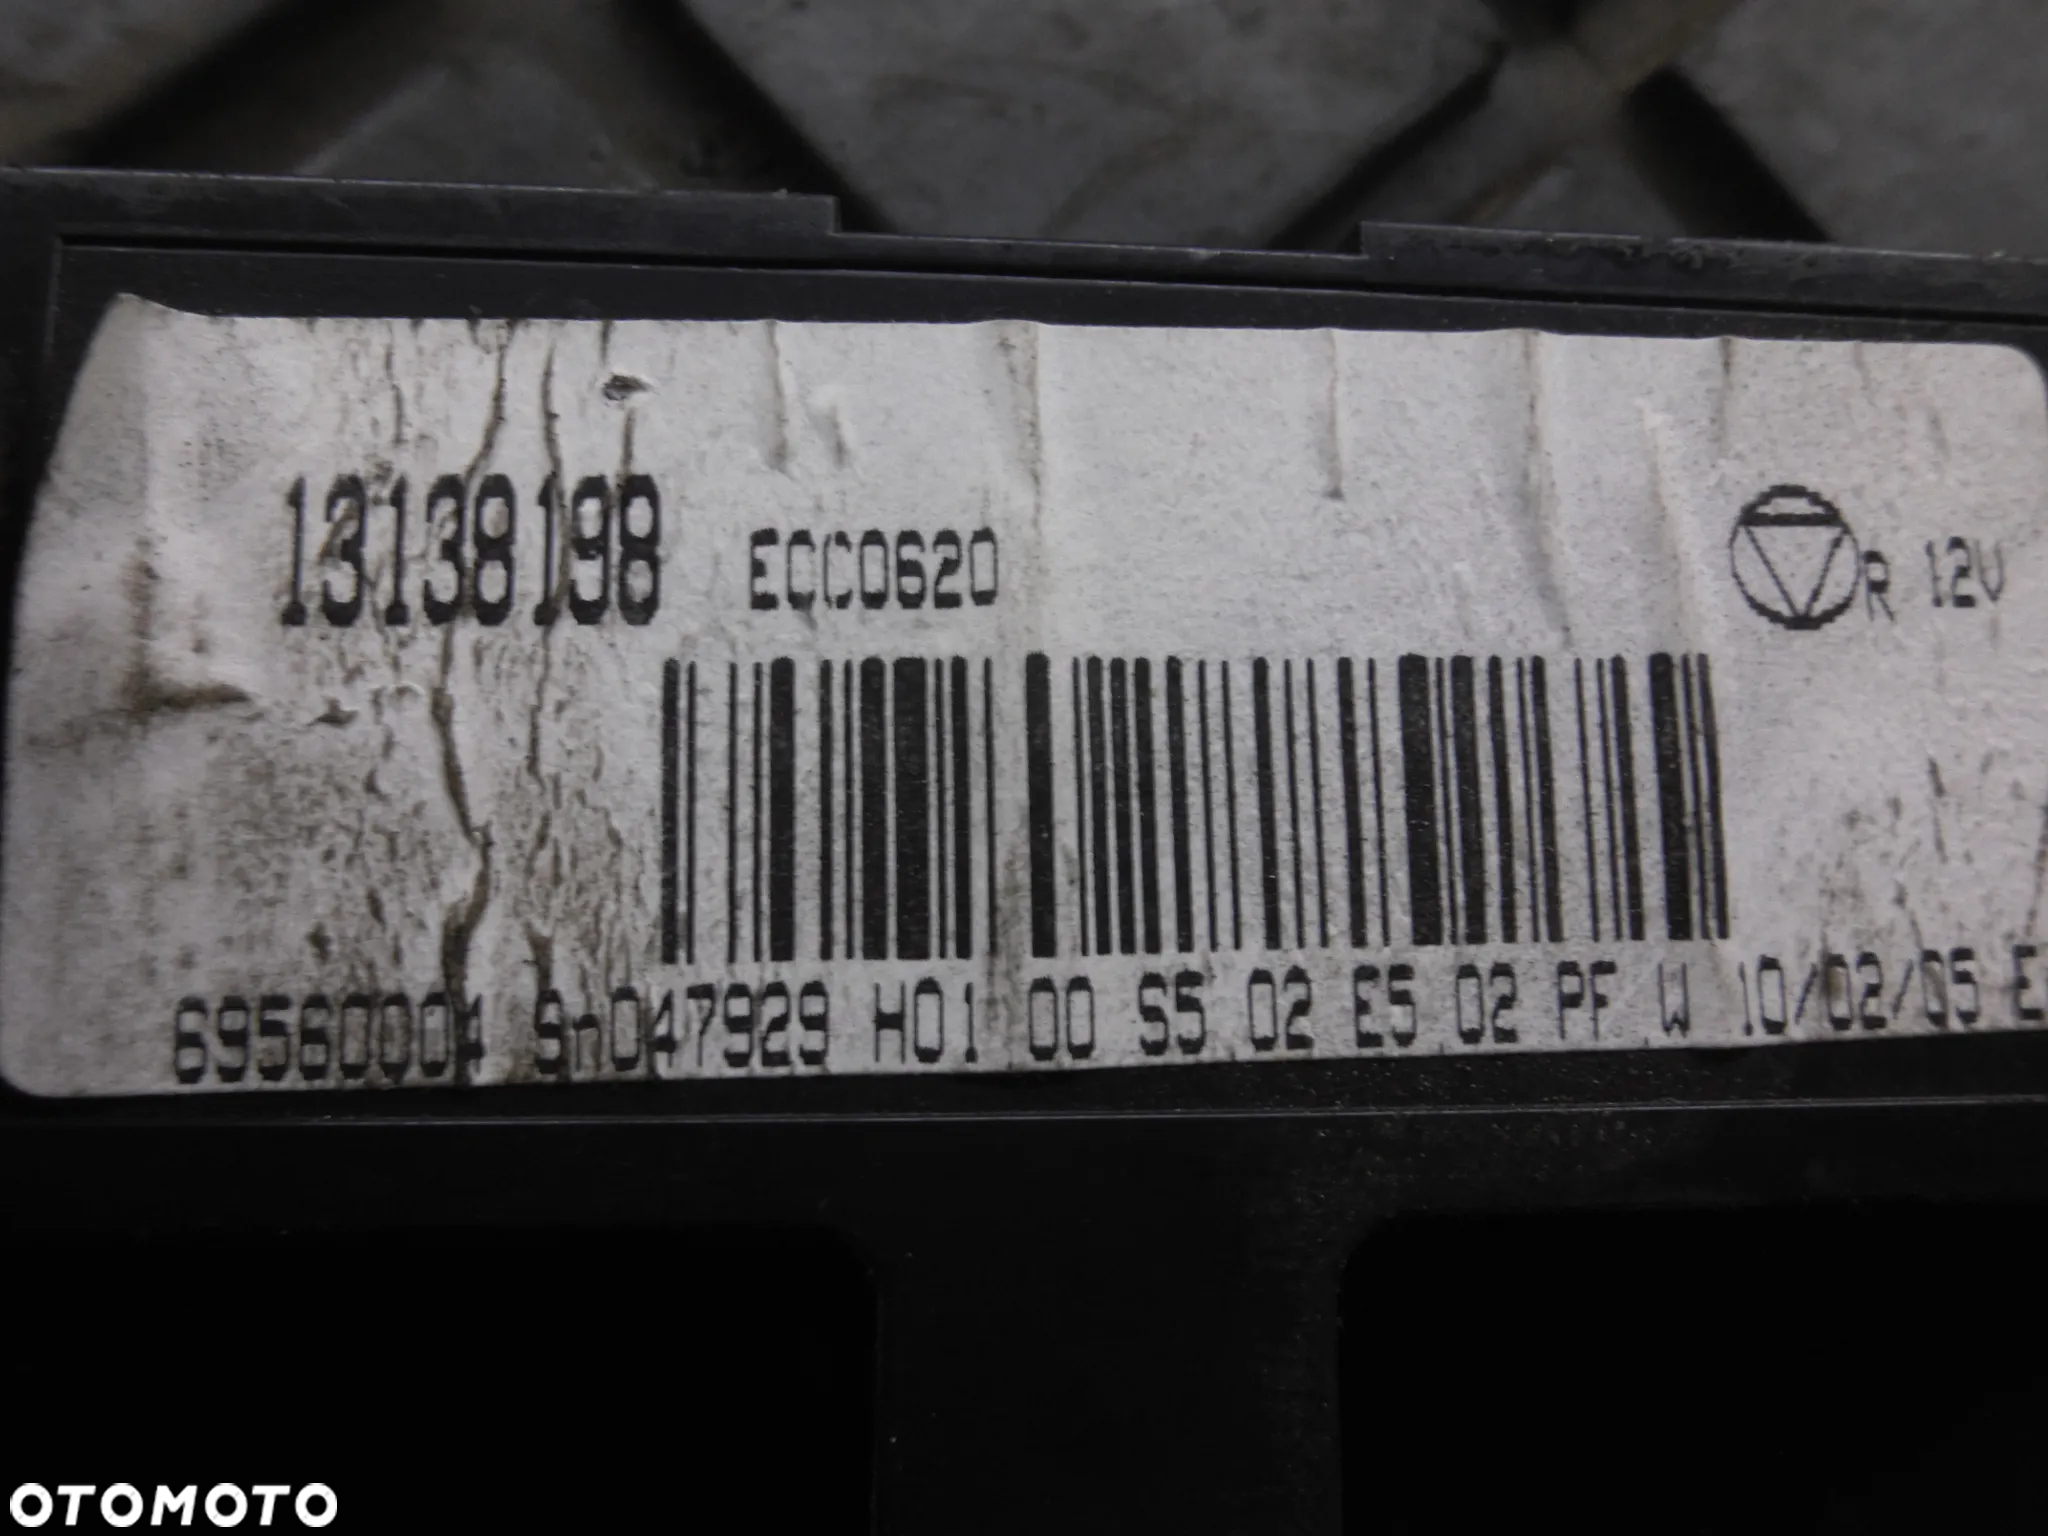 13138198 ECC0620 R 12V
69560004 Sn047929 H01 00 S5 02 E5 02 PF W 10/02/05
OTOMOTO